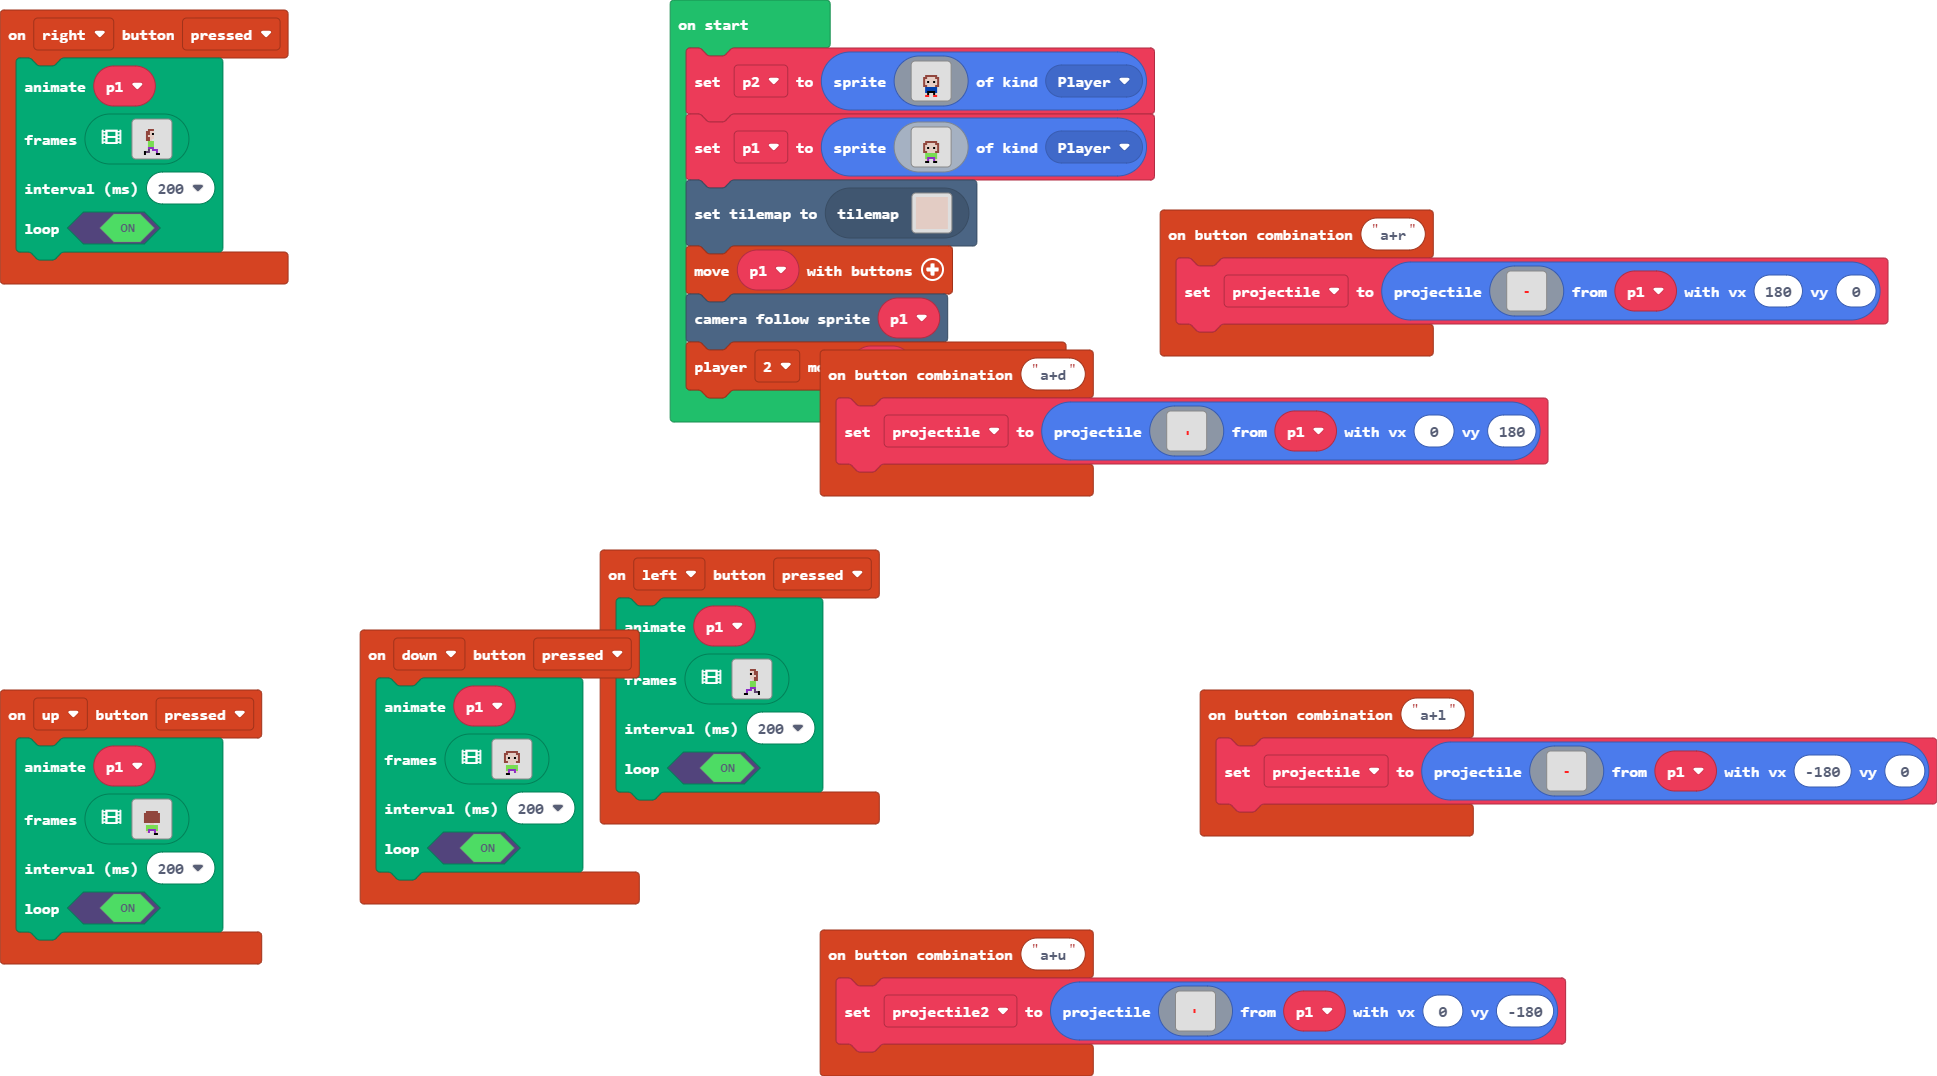 on right button pressed
animate p1
frames
interval (ms) 200
loop ON
on start
set p2 to sprite of kind Player
set p1 to sprite of kind Player
set tilemap to tilemap
move p1 with buttons
camera follow sprite p1
player 2
on button combination "a+r"
set projectile to projectile from p1 with vx 180 vy 0
on button combination "a+d"
set projectile to projectile from p1 with vx 0 vy 180
on left button pressed
animate p1
frames
interval (ms) 200
loop ON
on down button pressed
animate p1
frames
interval (ms) 200
loop ON
on up button pressed
animate p1
frames
interval (ms) 200
loop ON
on button combination "a+l"
set projectile to projectile from p1 with vx -180 vy 0
on button combination "a+u"
set projectile2 to projectile from p1 with vx 0 vy -180